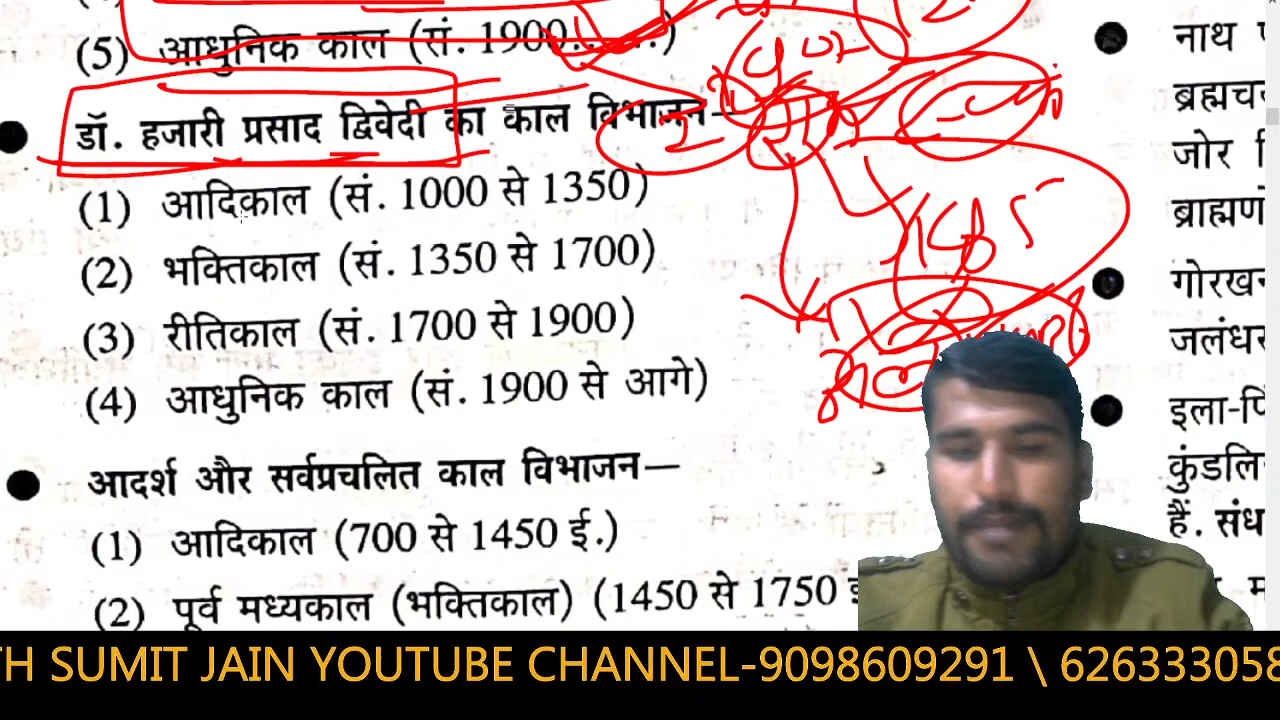 (5) आधुनिक काल (सं. 1900......)
डॉ. हजारी प्रसाद द्विवेदी का काल विभाजन—
(1) आदिकाल (सं. 1000 से 1350)
(2) भक्तिकाल (सं. 1350 से 1700)
(3) रीतिकाल (सं. 1700 से 1900)
(4) आधुनिक काल (सं. 1900 से आगे)
आदर्श और सर्वप्रचलित काल विभाजन—
(1) आदिकाल (700 से 1450 ई.)
(2) पूर्व मध्यकाल (भक्तिकाल) (1450 से 1750
नाथ
ब्रह्मच
जोर
ब्राह्मण
गोरख
जलंध
इला-पिं
कुंडलि
हैं. संध
TH SUMIT JAIN YOUTUBE CHANNEL-9098609291 \ 626333058